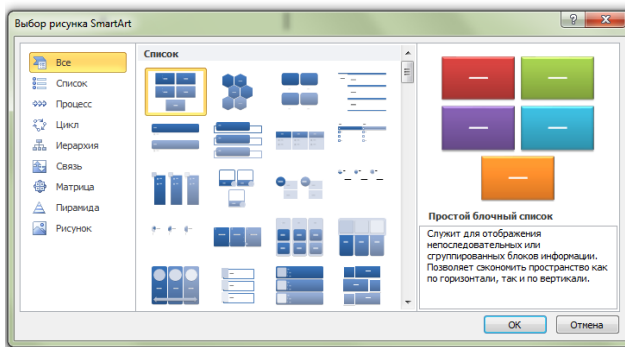 Выбор рисунка SmartArt
Все
Список
Процесс
Цикл
Иерархия
Связь
Матрица
Пирамида
Рисунок
Список
Простой блочный список
Служит для отображения
непоследовательных или
сгруппированных блоков информации.
Позволяет сэкономить пространство как
по горизонтали, так и по вертикали.
ОК
Отмена